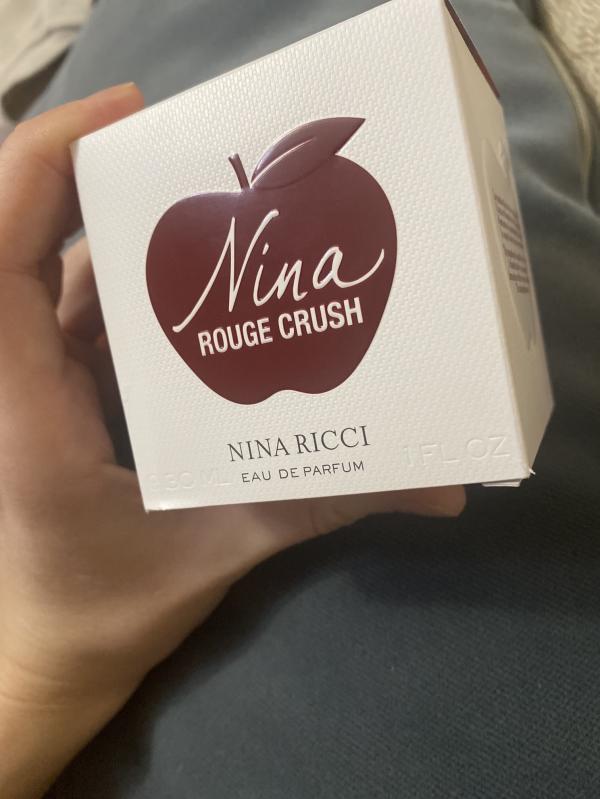 Nina
ROUGE CRUSH
NINA RICCI
30 ML EAU DE PARFUM 1 FL OZ